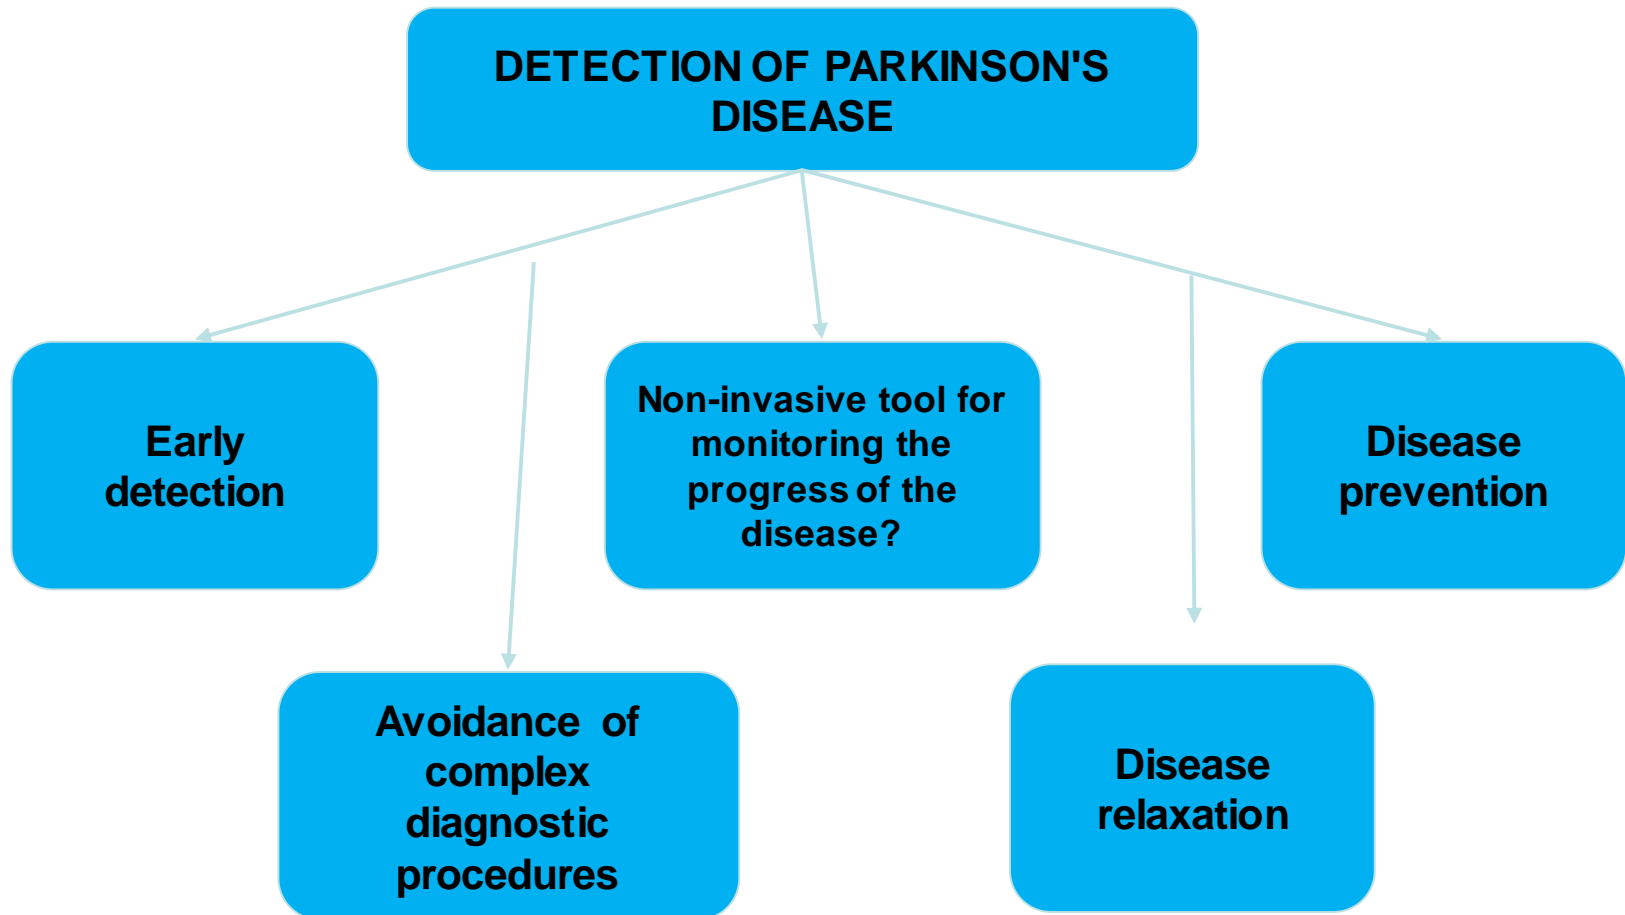 DETECTION OF PARKINSON'S
DISEASE
Early
detection
Non-invasive tool for
monitoring the
progress of the
disease?
Disease
prevention
Avoidance of
complex
diagnostic
procedures
Disease
relaxation